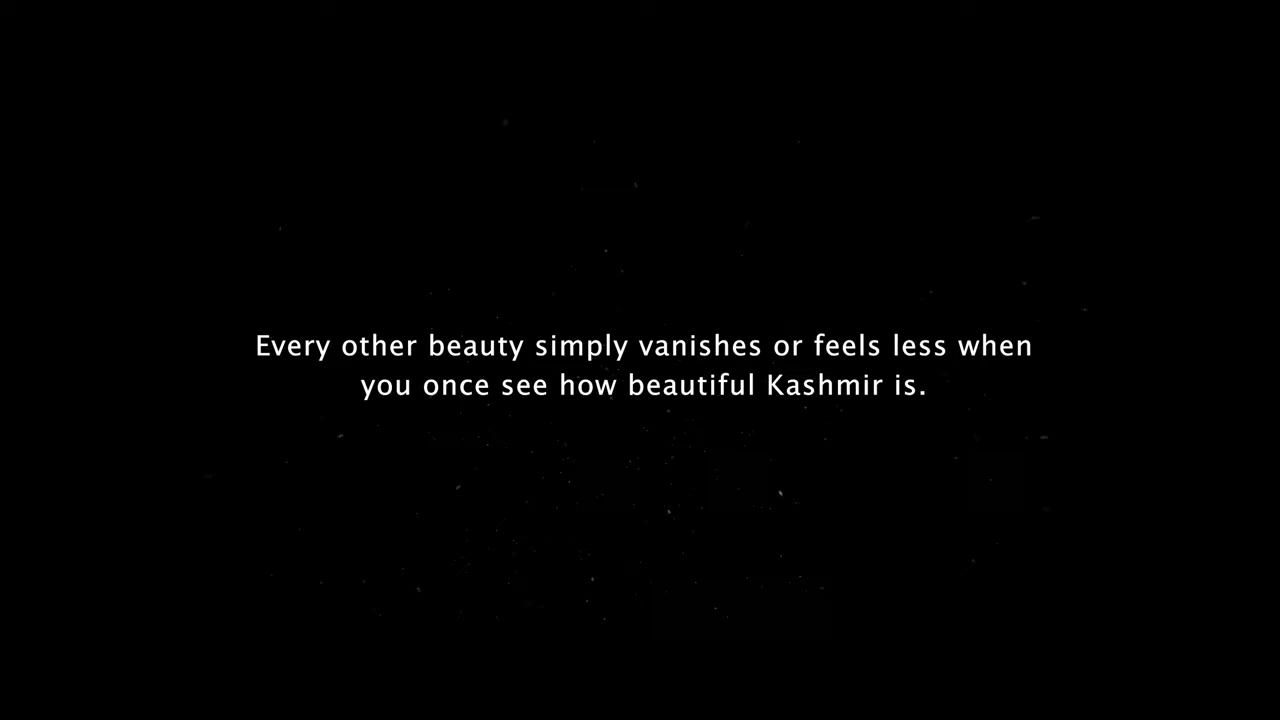 Every other beauty simply vanishes or feels less when
you once see how beautiful Kashmir is.